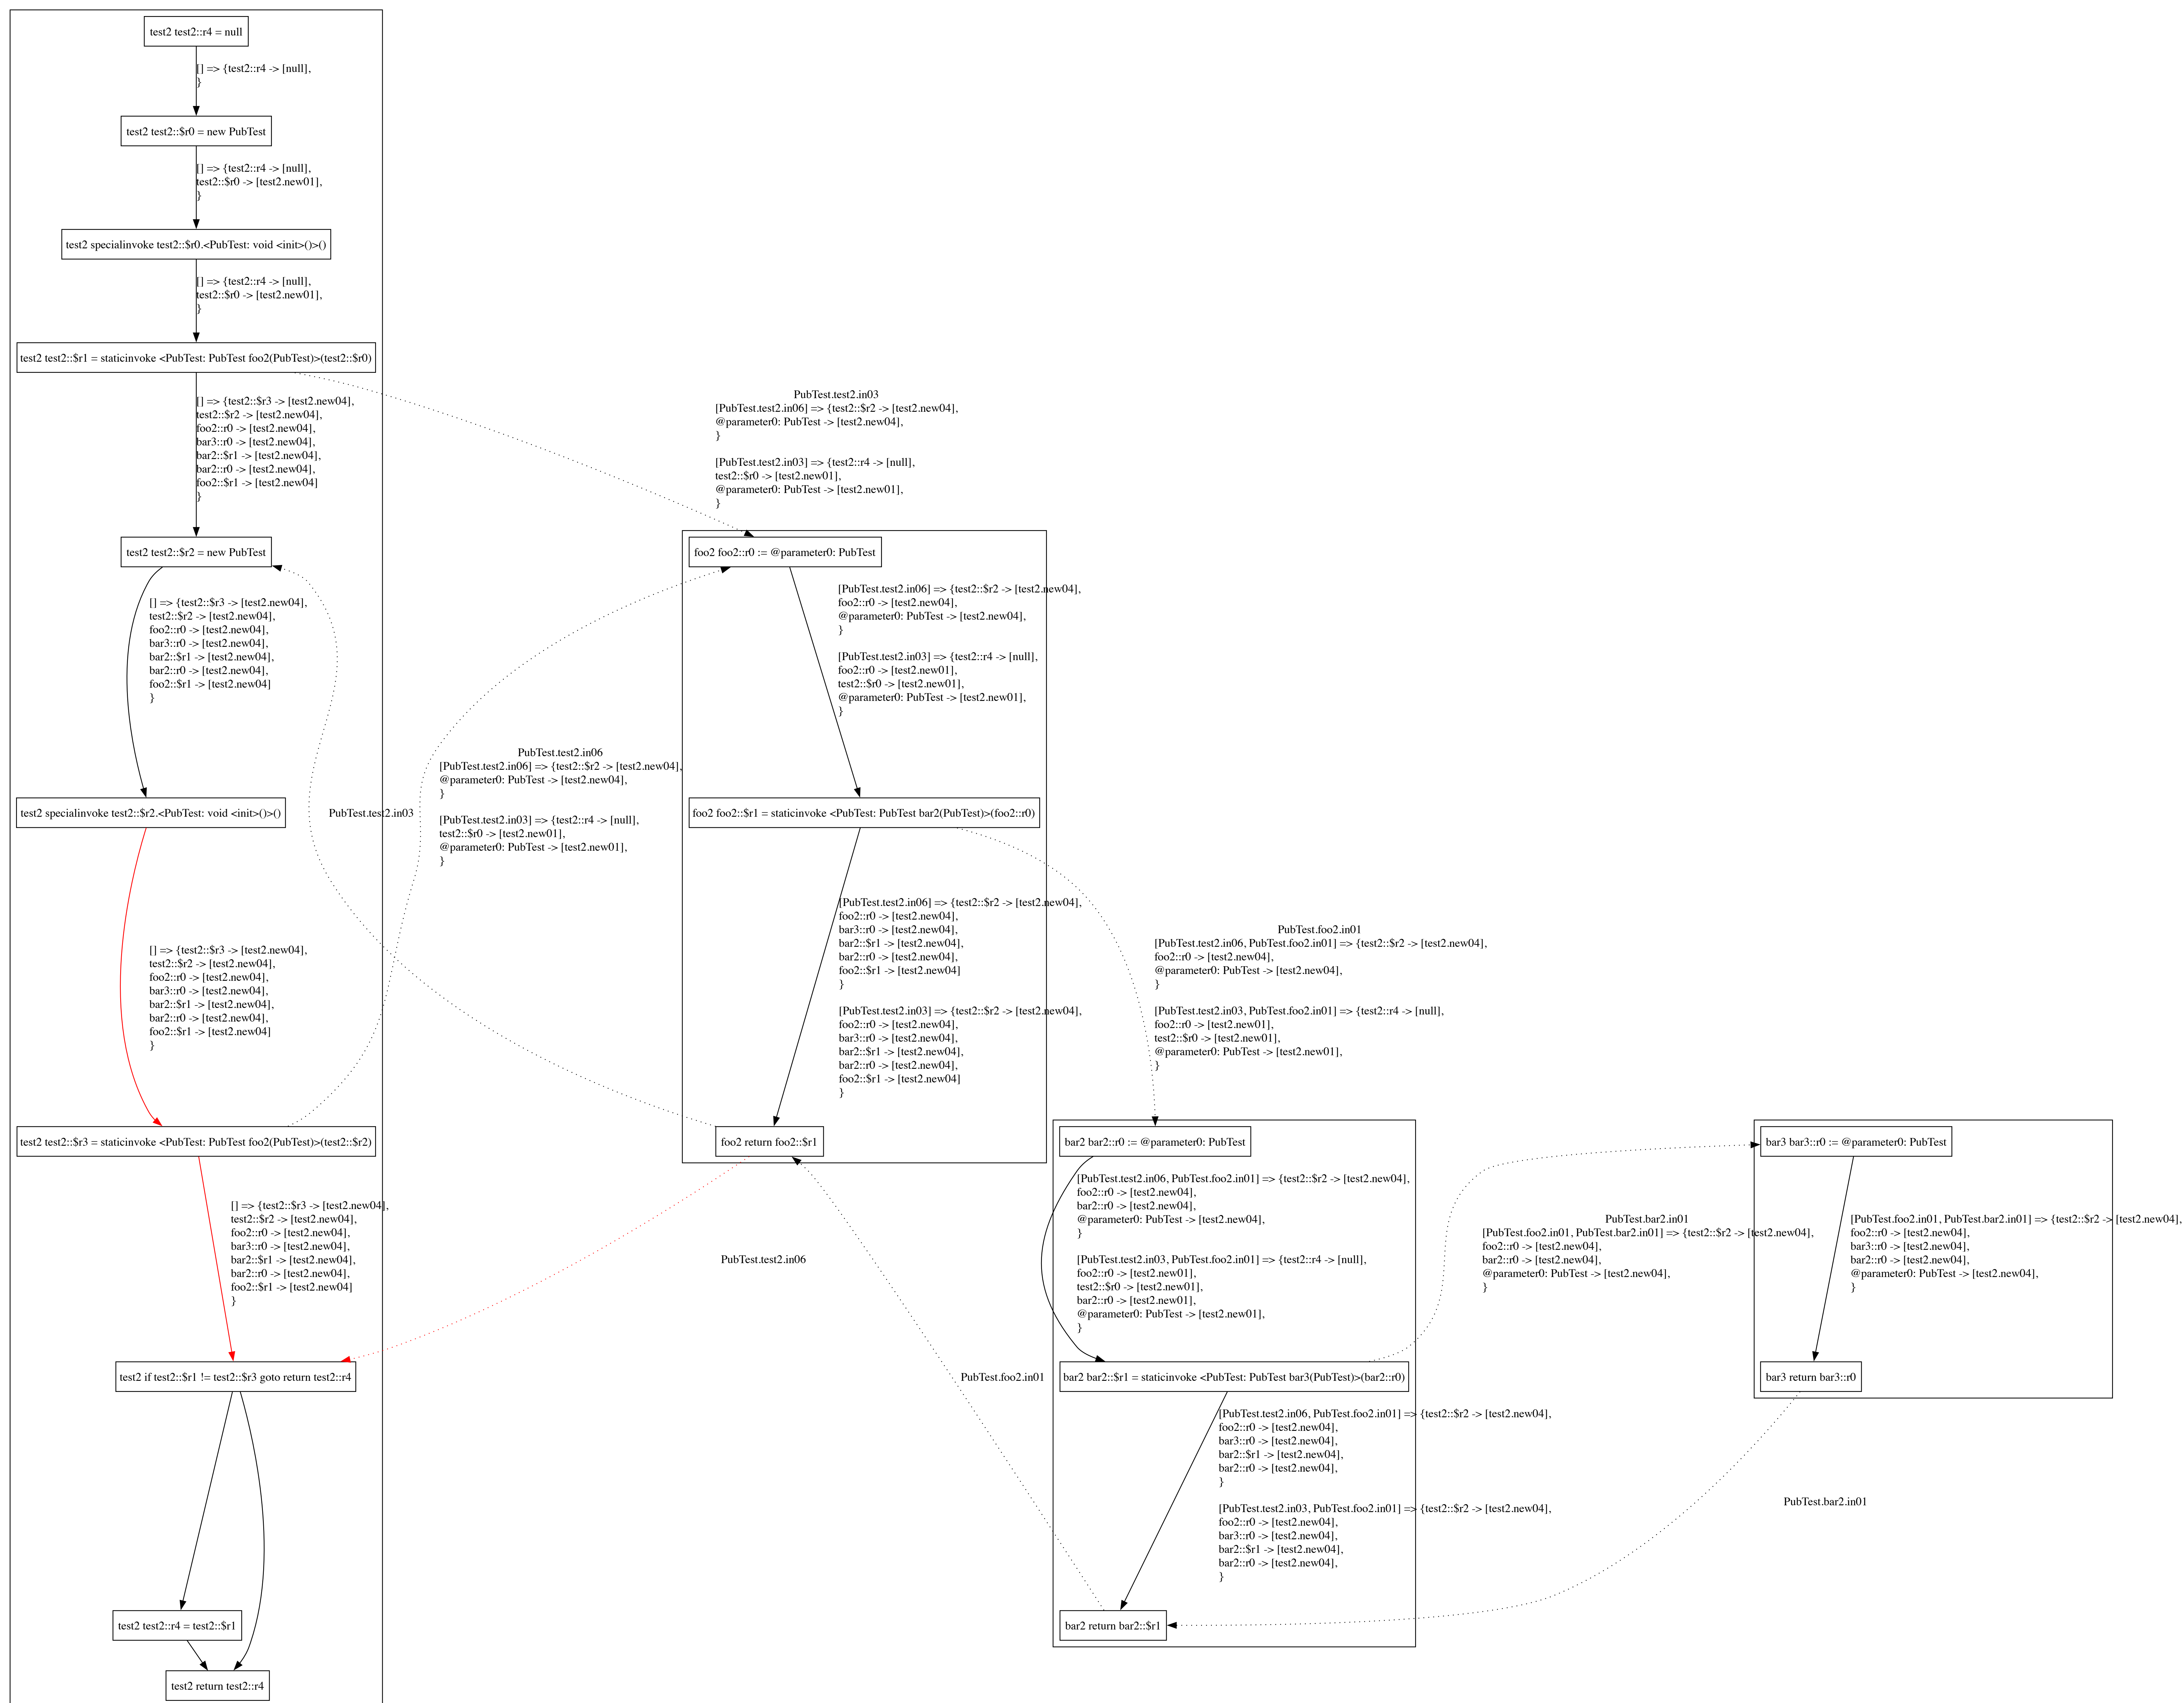 test2 test2::r4 = null
[] => {test2::r4 -> [null],
}
test2 test2::$r0 = new PubTest
[] => {test2::r4 -> [null],
test2::$r0 -> [test2.new01],
}
test2 specialinvoke test2::$r0.<PubTest: void <init>()>()
[] => {test2::r4 -> [null],
test2::$r0 -> [test2.new01],
}
test2 test2::$r1 = staticinvoke <PubTest: PubTest foo2(PubTest)>(test2::$r0)
[] => {test2::$r3 -> [test2.new04],
test2::$r2 -> [test2.new04],
foo2::r0 -> [test2.new04],
bar3::r0 -> [test2.new04],
bar2::$r1 -> [test2.new04],
bar2::r0 -> [test2.new04],
foo2::$r1 -> [test2.new04]
}
test2 test2::$r2 = new PubTest
[] => {test2::$r3 -> [test2.new04],
test2::$r2 -> [test2.new04],
foo2::r0 -> [test2.new04],
bar3::r0 -> [test2.new04],
bar2::$r1 -> [test2.new04],
bar2::r0 -> [test2.new04],
foo2::$r1 -> [test2.new04]
}
test2 specialinvoke test2::$r2.<PubTest: void <init>()>()
[] => {test2::$r3 -> [test2.new04],
test2::$r2 -> [test2.new04],
foo2::r0 -> [test2.new04],
bar3::r0 -> [test2.new04],
bar2::$r1 -> [test2.new04],
bar2::r0 -> [test2.new04],
foo2::$r1 -> [test2.new04]
}
test2 test2::$r3 = staticinvoke <PubTest: PubTest foo2(PubTest)>(test2::$r2)
[] => {test2::$r3 -> [test2.new04],
test2::$r2 -> [test2.new04],
foo2::r0 -> [test2.new04],
bar3::r0 -> [test2.new04],
bar2::$r1 -> [test2.new04],
bar2::r0 -> [test2.new04],
foo2::$r1 -> [test2.new04]
}
test2 if test2::$r1 != test2::$r3 goto return test2::r4
test2 test2::r4 = test2::$r1
test2 return test2::r4
PubTest.test2.in03
PubTest.test2.in06
[PubTest.test2.in06] => {test2::$r2 -> [test2.new04],
@parameter0: PubTest -> [test2.new04],
}
[PubTest.test2.in03] => {test2::r4 -> [null],
test2::$r0 -> [test2.new01],
@parameter0: PubTest -> [test2.new01],
}
PubTest.test2.in03
[PubTest.test2.in06] => {test2::$r2 -> [test2.new04],
@parameter0: PubTest -> [test2.new04],
}
[PubTest.test2.in03] => {test2::r4 -> [null],
test2::$r0 -> [test2.new01],
@parameter0: PubTest -> [test2.new01],
}
foo2 foo2::r0 := @parameter0: PubTest
[PubTest.test2.in06] => {test2::$r2 -> [test2.new04],
foo2::r0 -> [test2.new04],
@parameter0: PubTest -> [test2.new04],
}
[PubTest.test2.in03] => {test2::r4 -> [null],
foo2::r0 -> [test2.new01],
test2::$r0 -> [test2.new01],
@parameter0: PubTest -> [test2.new01],
}
foo2 foo2::$r1 = staticinvoke <PubTest: PubTest bar2(PubTest)>(foo2::r0)
[PubTest.test2.in06] => {test2::$r2 -> [test2.new04],
foo2::r0 -> [test2.new04],
bar3::r0 -> [test2.new04],
bar2::$r1 -> [test2.new04],
bar2::r0 -> [test2.new04],
foo2::$r1 -> [test2.new04]
}
[PubTest.test2.in03] => {test2::$r2 -> [test2.new04],
foo2::r0 -> [test2.new04],
bar3::r0 -> [test2.new04],
bar2::$r1 -> [test2.new04],
bar2::r0 -> [test2.new04],
foo2::$r1 -> [test2.new04]
}
foo2 return foo2::$r1
PubTest.test2.in06
PubTest.foo2.in01
[PubTest.test2.in06, PubTest.foo2.in01] => {test2::$r2 -> [test2.new04],
foo2::r0 -> [test2.new04],
@parameter0: PubTest -> [test2.new04],
}
[PubTest.test2.in03, PubTest.foo2.in01] => {test2::r4 -> [null],
foo2::r0 -> [test2.new01],
test2::$r0 -> [test2.new01],
@parameter0: PubTest -> [test2.new01],
}
bar2 bar2::r0 := @parameter0: PubTest
[PubTest.test2.in06, PubTest.foo2.in01] => {test2::$r2 -> [test2.new04],
foo2::r0 -> [test2.new04],
bar2::r0 -> [test2.new04],
@parameter0: PubTest -> [test2.new04],
}
[PubTest.test2.in03, PubTest.foo2.in01] => {test2::r4 -> [null],
foo2::r0 -> [test2.new01],
test2::$r0 -> [test2.new01],
bar2::r0 -> [test2.new01],
@parameter0: PubTest -> [test2.new01],
}
PubTest.foo2.in01
bar2 bar2::$r1 = staticinvoke <PubTest: PubTest bar3(PubTest)>(bar2::r0)
[PubTest.test2.in06, PubTest.foo2.in01] => {test2::$r2 -> [test2.new04],
foo2::r0 -> [test2.new04],
bar3::r0 -> [test2.new04],
bar2::$r1 -> [test2.new04],
bar2::r0 -> [test2.new04],
}
[PubTest.test2.in03, PubTest.foo2.in01] => {test2::$r2 -> [test2.new04],
foo2::r0 -> [test2.new04],
bar3::r0 -> [test2.new04],
bar2::$r1 -> [test2.new04],
bar2::r0 -> [test2.new04],
}
bar2 return bar2::$r1
PubTest.bar2.in01
[PubTest.foo2.in01, PubTest.bar2.in01] => {test2::$r2 -> [test2.new04],
foo2::r0 -> [test2.new04],
bar2::r0 -> [test2.new04],
@parameter0: PubTest -> [test2.new04],
}
bar3 bar3::r0 := @parameter0: PubTest
[PubTest.foo2.in01, PubTest.bar2.in01] => {test2::$r2 -> [test2.new04],
foo2::r0 -> [test2.new04],
bar3::r0 -> [test2.new04],
bar2::r0 -> [test2.new04],
@parameter0: PubTest -> [test2.new04],
}
bar3 return bar3::r0
PubTest.bar2.in01